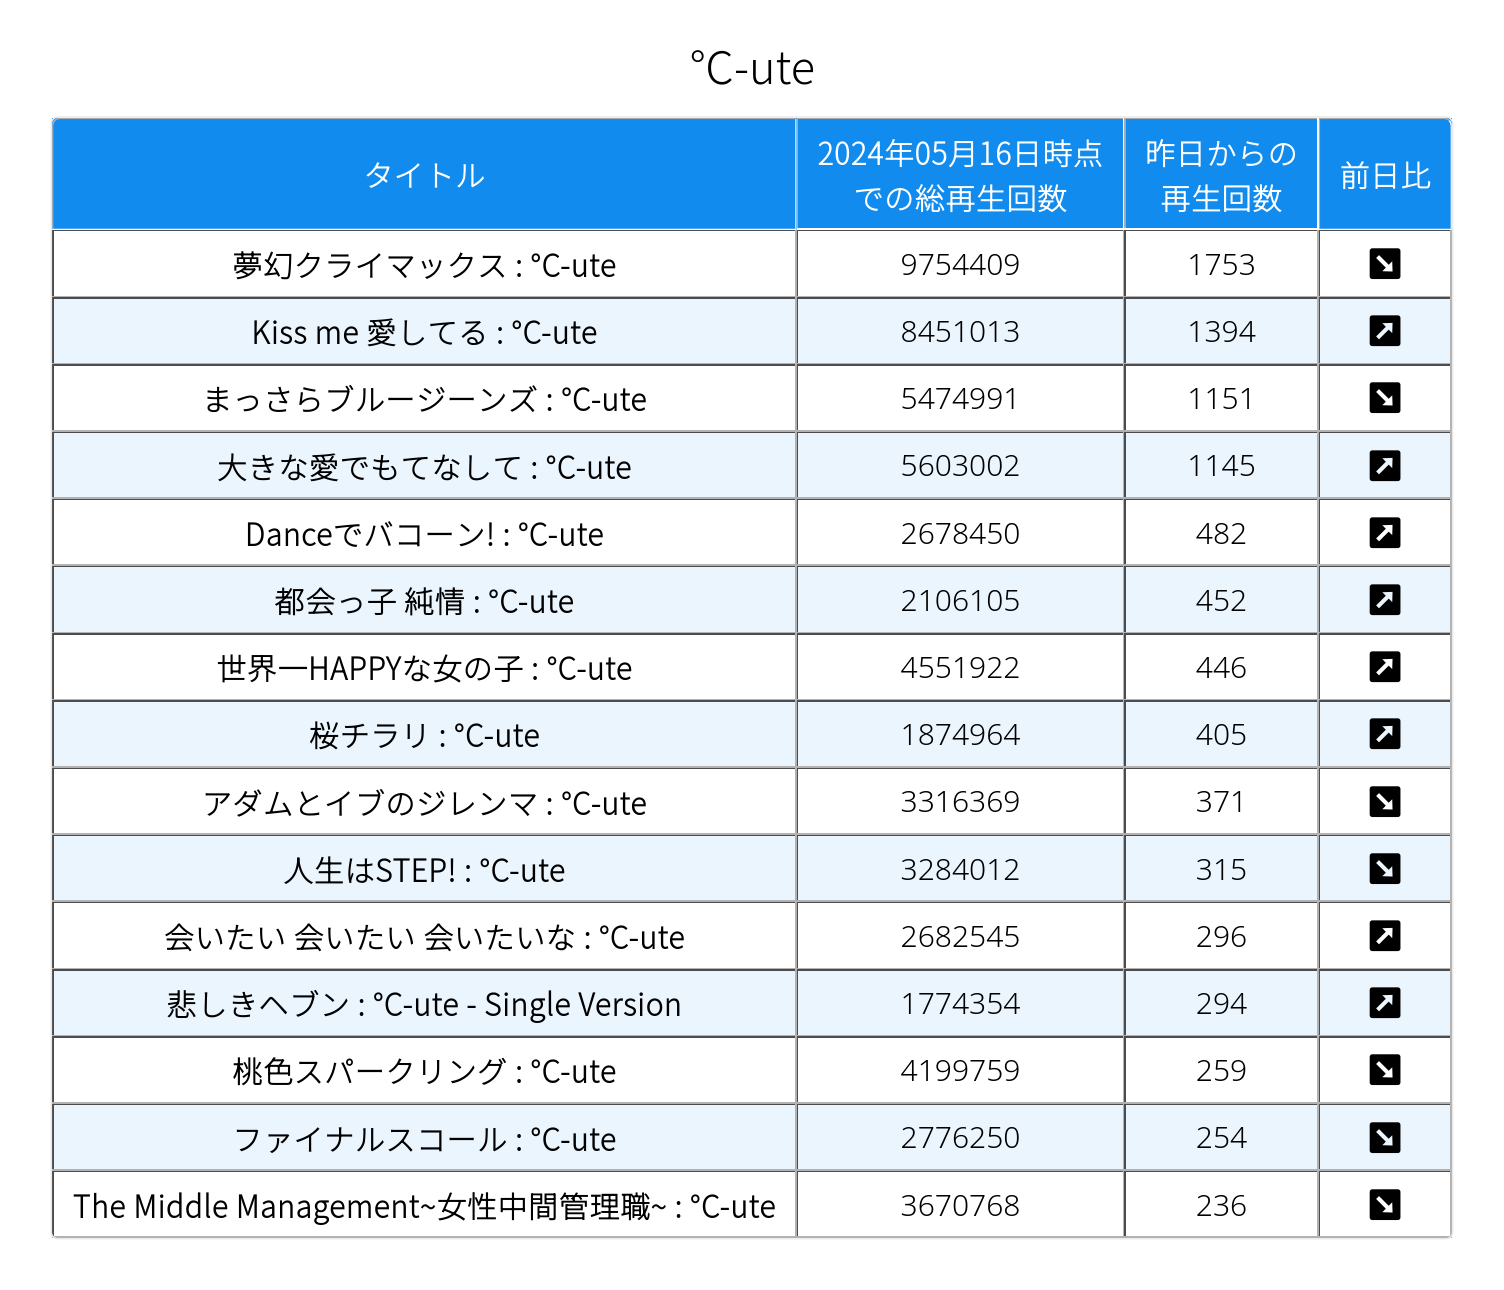 ℃-ute
タイトル
2024年05月16日時点
での総再生回数
昨日からの
再生回数
前日比
夢幻クライマックス : ℃-ute 9754409 1753 ↘
Kiss me 愛してる : ℃-ute 8451013 1394 ↗
まっさらブルージーンズ : ℃-ute 5474991 1151 ↘
大きな愛でもてなして : ℃-ute 5603002 1145 ↗
Danceでバコーン! : ℃-ute 2678450 482 ↗
都会っ子 純情 : ℃-ute 2106105 452 ↗
世界一HAPPYな女の子 : ℃-ute 4551922 446 ↗
桜チラリ : ℃-ute 1874964 405 ↗
アダムとイブのジレンマ : ℃-ute 3316369 371 ↘
人生はSTEP! : ℃-ute 3284012 315 ↘
会いたい 会いたい 会いたいな : ℃-ute 2682545 296 ↗
悲しきヘブン : ℃-ute - Single Version 1774354 294 ↗
桃色スパークリング : ℃-ute 4199759 259 ↘
ファイナルスコール : ℃-ute 2776250 254 ↘
The Middle Management~女性中間管理職~ : ℃-ute 3670768 236 ↘